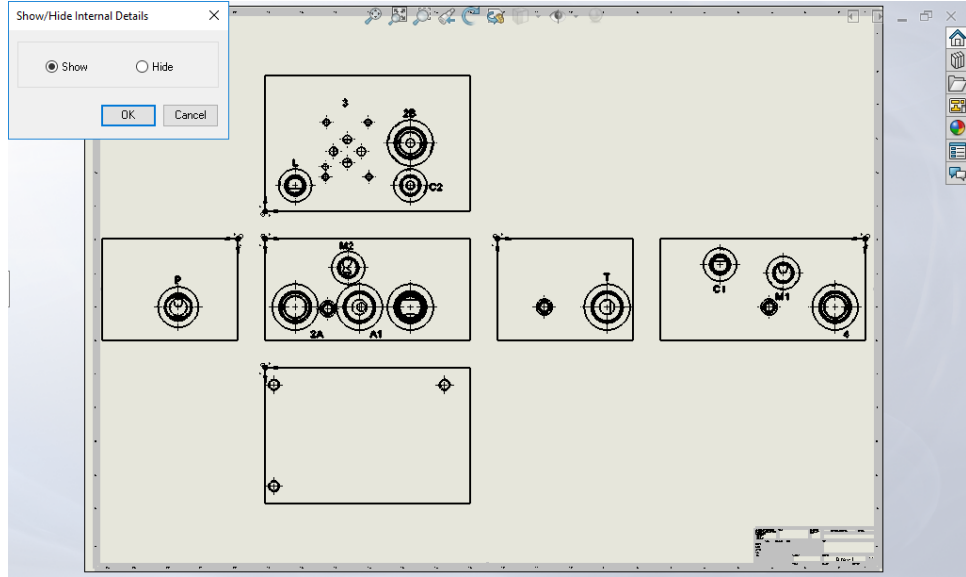 Show/Hide Internal Details
Show
Hide
OK
Cancel
3
2B
L
C2
P
M2
2A
A1
T
C1
M1
4